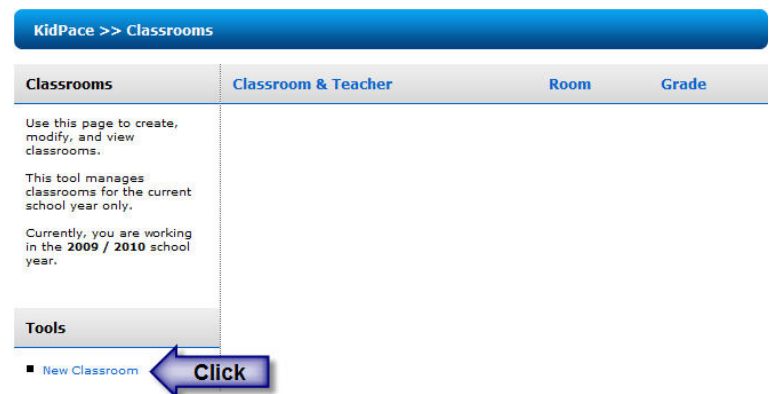 KidPace >> Classrooms
Classrooms
Classroom & Teacher Room Grade
Use this page to create,
modify, and view
classrooms.
This tool manages
classrooms for the current
school year only.
Currently, you are working
in the 2009 / 2010 school
year.
Tools
New Classroom
Click